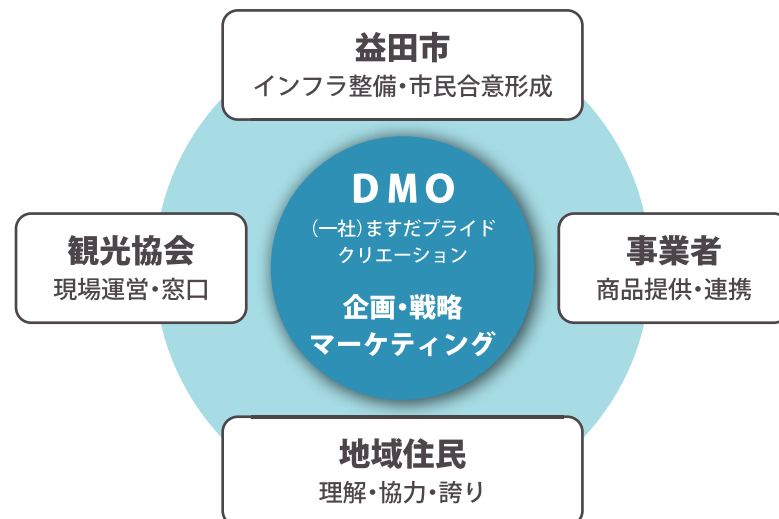 益田市
インフラ整備・市民合意形成
DMO
(一社)ますだプライド
クリエーション
企画・戦略
マーケティング
観光協会
現場運営・窓口
事業者
商品提供・連携
地域住民
理解・協力・誇り